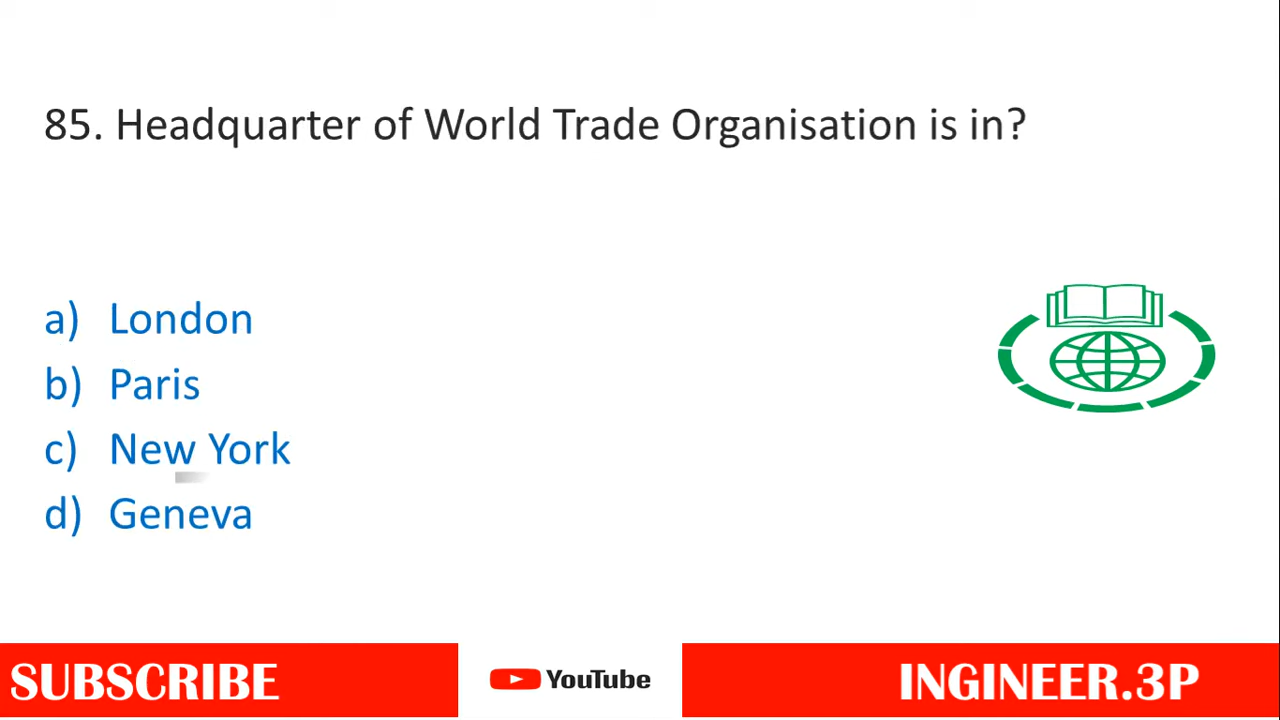 85. Headquarter of World Trade Organisation is in?
a) London
b) Paris
c) New York
d) Geneva
SUBSCRIBE YouTube INGINEER.3P